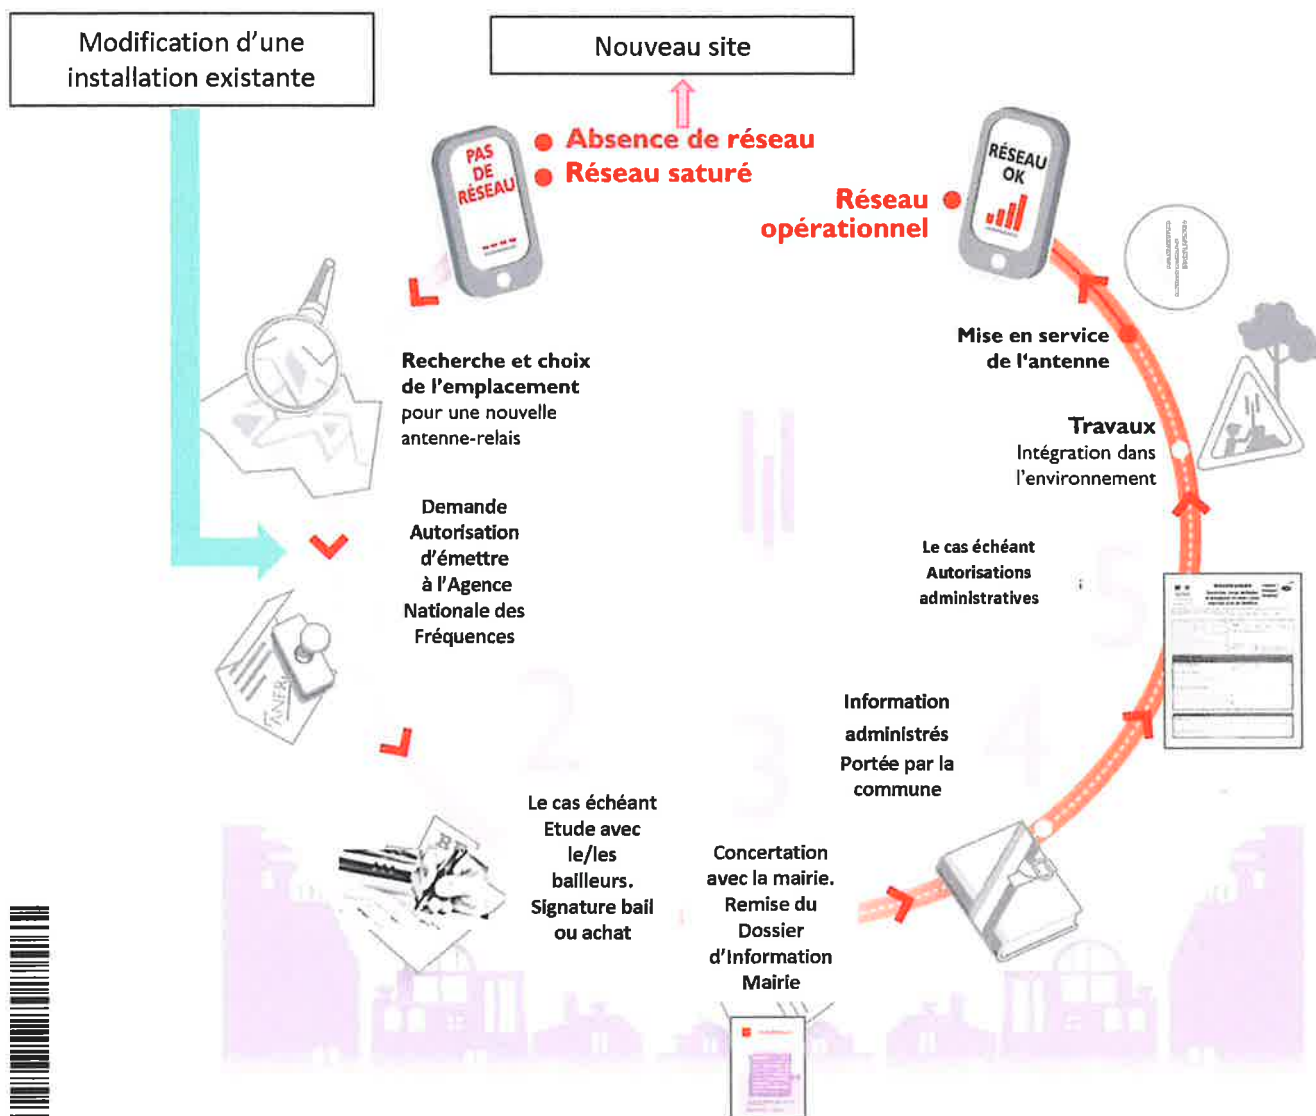 Modification d'une
installation existante
Nouveau site
PAS
DE
RÉSEAU
Absence de réseau
Réseau saturé
RÉSEAU
OK
Réseau
opérationnel
Recherche et choix
de l'emplacement
pour une nouvelle
antenne-relais
Mise en service
de l'antenne
Travaux
Intégration dans
l'environnement
Demande
Autorisation
d'émettre
à l'Agence
Nationale des
Fréquences
ANFR
Le cas échéant
Autorisations
administratives
5
2
3
4
Information
administrés
Portée par la
commune
Le cas échéant
Etude avec
le/les
bailleurs.
Signature bail
ou achat
Concertation
avec la mairie.
Remise du
Dossier
d'Information
Mairie